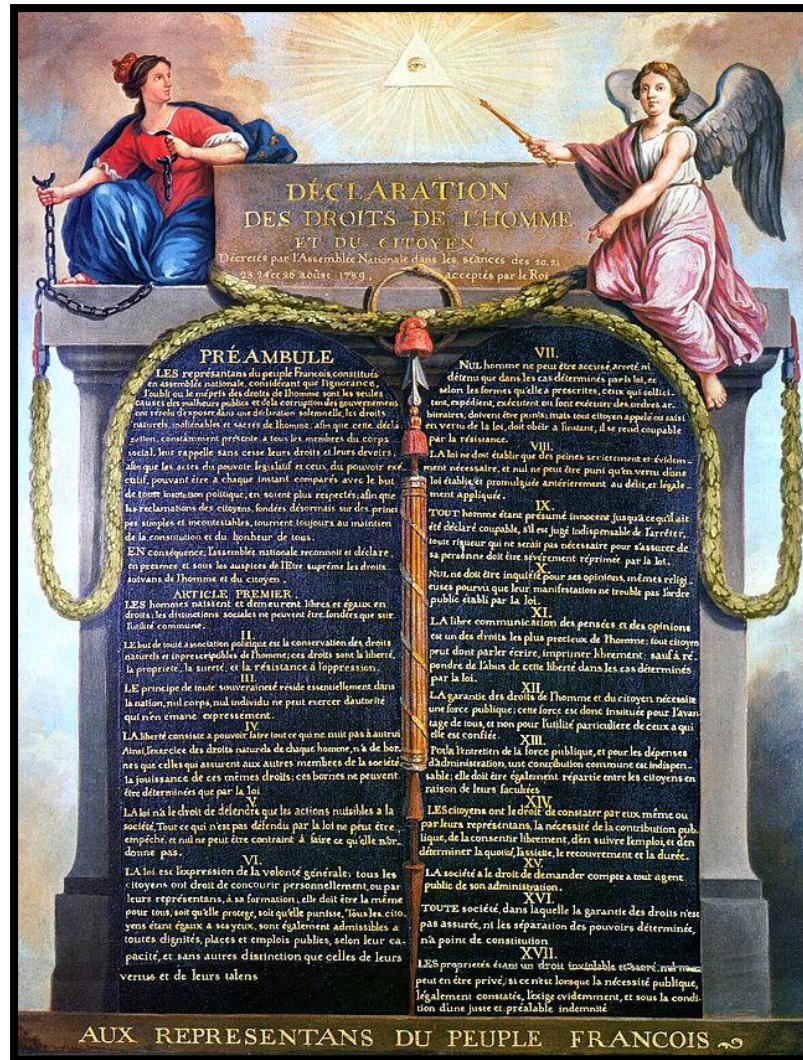 DÉCLARATION
DES DROITS DE L'HOMME
ET DU CITOYEN,
Décretés par l'Assemblée Nationale dans les séances des 20, 21
23, 24 et 26 aoûst 1789, acceptés par le Roi
PRÉAMBULE
LES représantans du peuple Francois, constitués
en assemblée nationale, considérant que l'ignorance,
l'oubli ou le mépris des droits de l'homme sont les seules
causes des malheurs publics et de la corruption des gouvernements
ont résolu d'exposer dans une déclaration solemnelle, les droits
naturels, inaliénables et sacrés de l'homme: afin que cette décla
ration, constamment présente a tous les membres du corps
social, leur rappelle sans cesse leurs droits et leurs devoirs,
afin que les actes du pouvoir législatif et ceux du pouvoir exé
cutif, pouvant être a chaque instant comparés avec le but
de toute institution politique, en soient plus respectés; afin que
les reclamations des citoyens, fondées désormais sur des princi
pes simples et incontestables, tournent toujours au maintien
de la constitution et du bonheur de tous.
EN conséquence, l'assemblée nationale reconnoit et déclare,
en presence et sous les auspices de l'Etre suprême les droits
suivans de l'homme et du citoyen.
ARTICLE PREMIER.
LES hommes naissent et demeurent libres et égaux en
droits; les distinctions sociales ne peuvent être fondées que sur
l'utilité commune.
II.
LE but de toute association politique est la conservation des droits
naturels et inprescriptibles de l'homme; ces droits sont la liberté,
la propriété, la sureté, et la résistance à l'oppression.
III.
LE principe de toute souveraineté réside essentiellement dans
la nation, nul corps, nul individu ne peut exercer d'autorité
qui n'en emane expressement.
IV.
LA liberté consiste a pouvoir faire tout ce qui ne nuit pas à autrui
Ainsi, l'exercice des droits naturels de chaque homme, n'a de bor
nes que celles qui assurent aux autres membres de la société
la jouissance de ces mêmes droits; ces bornes ne peuvent
être déterminées que par la loi
V.
LA loi n'a le droit de défendre que les actions nuisibles a la
société, Tout ce qui n'est pas défendu par la loi ne peut être
empêché, et nul ne peut être contraint à faire ce qu'elle n'or-
donne pas.
VI.
LA loi est l'expression de la volonté générale; tous les
citoyens ont droit de concourir personnellement, ou par
leurs représentans, à sa formation; elle doit être la même
pour tous, soit qu'elle protege, soit qu'elle punisse, Tous les cito
yens étant égaux a ses yeux, sont également admissibles a
toutes dignités, places et emplois publics, selon leur ca-
pacité, et sans autres distinction que celles de leurs
vertus et de leurs talens
VII.
NUL homme ne peut être accusé, arreté, ni
détenu que dans les cas déterminés par la loi, et
selon les formes qu'elle a prescrites, ceux qui sollici-
tent, expédient, exécutent ou font exécuter des ordres ar-
bitraires, doivent être punis; mais tout citoyen appelé ou saisi
en vertu de la loi, doit obéir a l'instant, il se rend coupable
par la résistance.
VIII.
LA loi ne doit établir que des peines strictement et évidem-
ment nécessaire, et nul ne peut être puni qu'en vertu d'une
loi établie, et promulguée antérierement au délit, et légale-
ment appliquée.
IX.
TOUT homme étant présumé innocent jusqu'à ce qu'il ait
été déclaré coupable, s'il est jugé indispensable de l'arrêter,
toute rigueur qui ne serait pas nécessaire pour s'assurer de
sa personne doit être sévèrement réprimée par la loi.
X.
NUL ne doit être inquiété pour ses opinions, mêmes religi-
euses pourvu que leur manifestation ne trouble pas l'ordre
public établi par la loi.
XI.
LA libre communication des pensées et des opinions
est un des droits les plus precieux de l'homme; tout citoyen
peut dont parler écrire, imprimer librement: sauf à ré-
pondre de l'abus de cette liberté dans les cas déterminés
par la loi.
XII.
LA garantie des droits de l'homme et du citoyen nécessite
une force publique; cette force est donc instituée pour l'avan-
tage de tous, et non pour l'utilité particuliere de ceux a qui
elle est confiée.
XIII.
POUR l'entretien de la force publique, et pour les dépenses
d'administration, une contribution commune est indispen-
sable; elle doit être également répartie entre les citoyens en
raison de leurs facultées
XIV.
LES citoyens ont le droit de constater par eux même ou
par leurs représentans, la nécessité de la contribution pub-
lique, de la consentir librement, d'en suivre l'emploi, et d'en
déterminer la quotité, l'assiette, le recouvrement et la durée.
XV.
LA société a le droit de demander compte a tout agent
public de son administration.
XVI.
TOUTE société, dans laquelle la garantie des droits n'est
pas assurée, ni les séparation des pouvoirs déterminée,
n'a point de constitution
XVII.
LES proprietés étant un droit inviolable et sacré, nul ne
peut en être privé, si ce n'est lorsque la nécessité publique,
légalement constatée, l'exige evidemment, et sous la condi-
tion d'une juste et préalable indemnité
AUX REPRESENTANS DU PEUPLE FRANCOIS